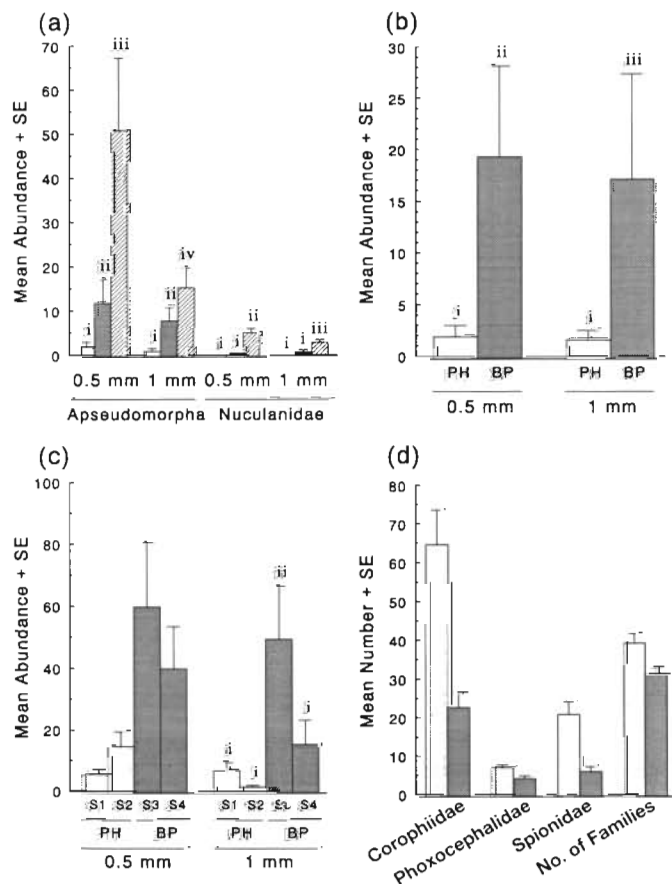 (a)
Mean Abundance + SE
70
60
50
40
30
20
10
0
i ii iii
i ii iv
i i ii
i i iii
0.5 mm 1 mm 0.5 mm 1 mm
Apseudomorpha Nuculanidae
(b)
Mean Abundance + SE
30
25
20
15
10
5
0
i ii i iii
PH BP PH BP
0.5 mm 1 mm
(c)
Mean Abundance + SE
100
80
60
40
20
0
i i ii i
S1 S2 S3 S4 S1 S2 S3 S4
PH BP PH BP
0.5 mm 1 mm
(d)
Mean Number + SE
80
70
60
50
40
30
20
10
0
Corophiidae
Phoxocephalidae
Spionidae
No. of Families